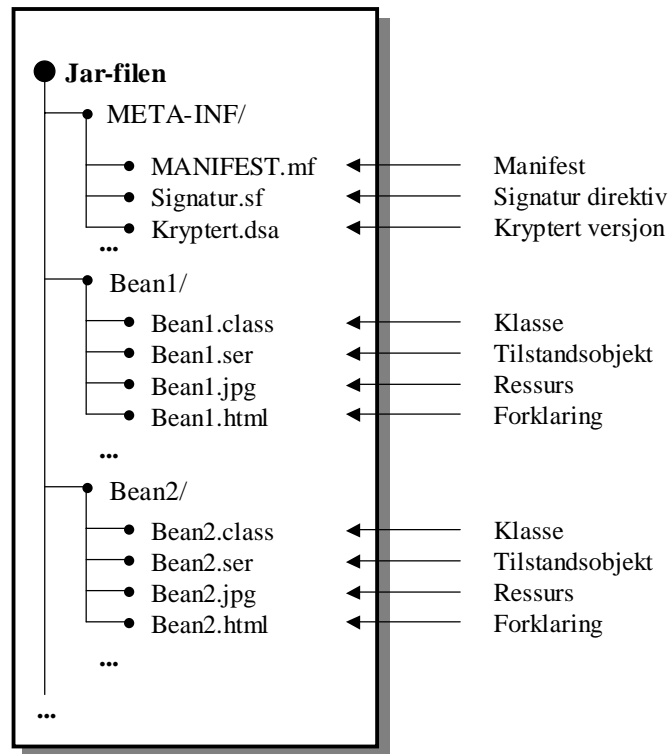 Jar-filen
META-INF/
MANIFEST.mf Manifest
Signatur.sf Signatur direktiv
Kryptert.dsa Kryptert versjon
...
Bean1/
Bean1.class Klasse
Bean1.ser Tilstandsobjekt
Bean1.jpg Ressurs
Bean1.html Forklaring
...
Bean2/
Bean2.class Klasse
Bean2.ser Tilstandsobjekt
Bean2.jpg Ressurs
Bean2.html Forklaring
...
...